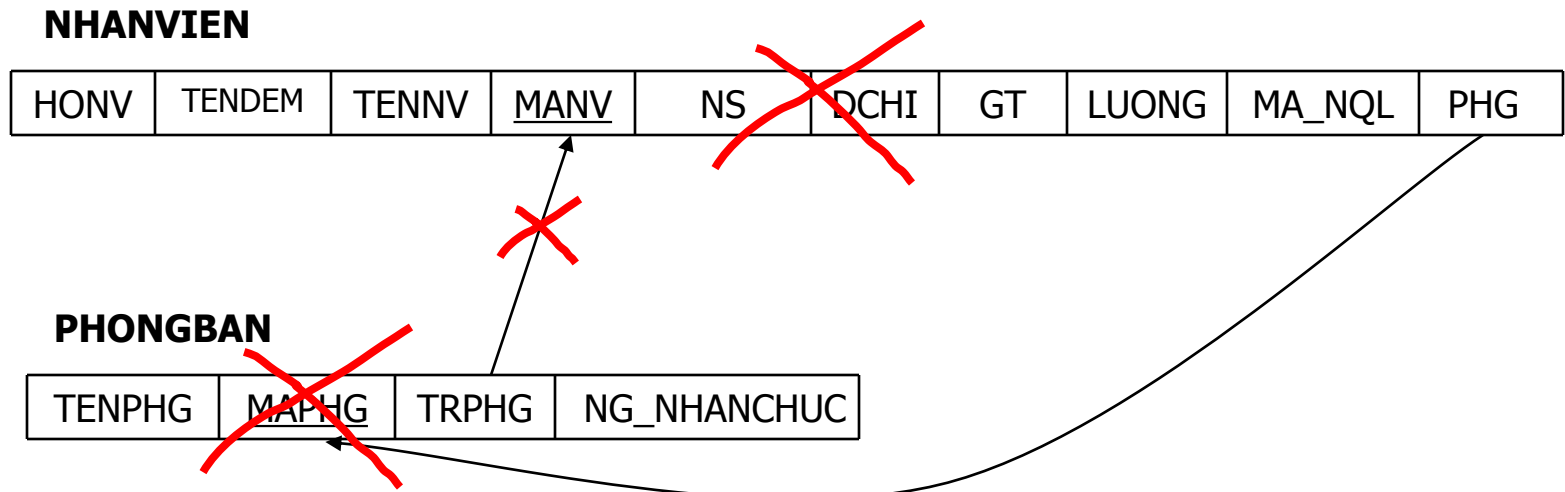 NHANVIEN
HONV TENDEM TENNV MANV NS DCHI GT LUONG MA_NQL PHG
PHONGBAN
TENPHG MAPHG TRPHG NG_NHANCHUC